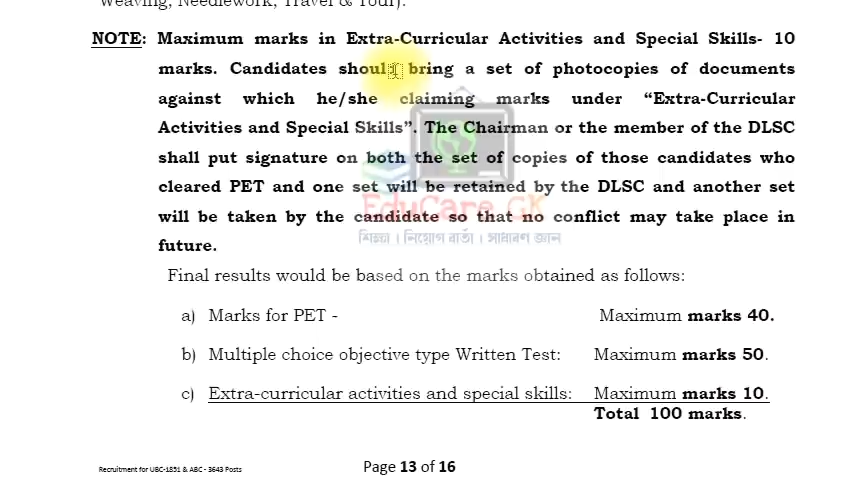 Weaving, Needlework, Travel & Tour).
NOTE: Maximum marks in Extra-Curricular Activities and Special Skills- 10
marks. Candidates should bring a set of photocopies of documents
against which he/she claiming marks under “Extra-Curricular
Activities and Special Skills”. The Chairman or the member of the DLSC
shall put signature on both the set of copies of those candidates who
cleared PET and one set will be retained by the DLSC and another set
EduCare GK
will be taken by the candidate so that no conflict may take place in
শিক্ষা । নিয়োগ বার্তা । সাধারণ জ্ঞান
future.
Final results would be based on the marks obtained as follows:
a) Marks for PET - Maximum marks 40.
b) Multiple choice objective type Written Test: Maximum marks 50.
c) Extra-curricular activities and special skills: Maximum marks 10.
Total 100 marks.
Recruitment for UBC-1851 & ABC - 3643 Posts
Page 13 of 16